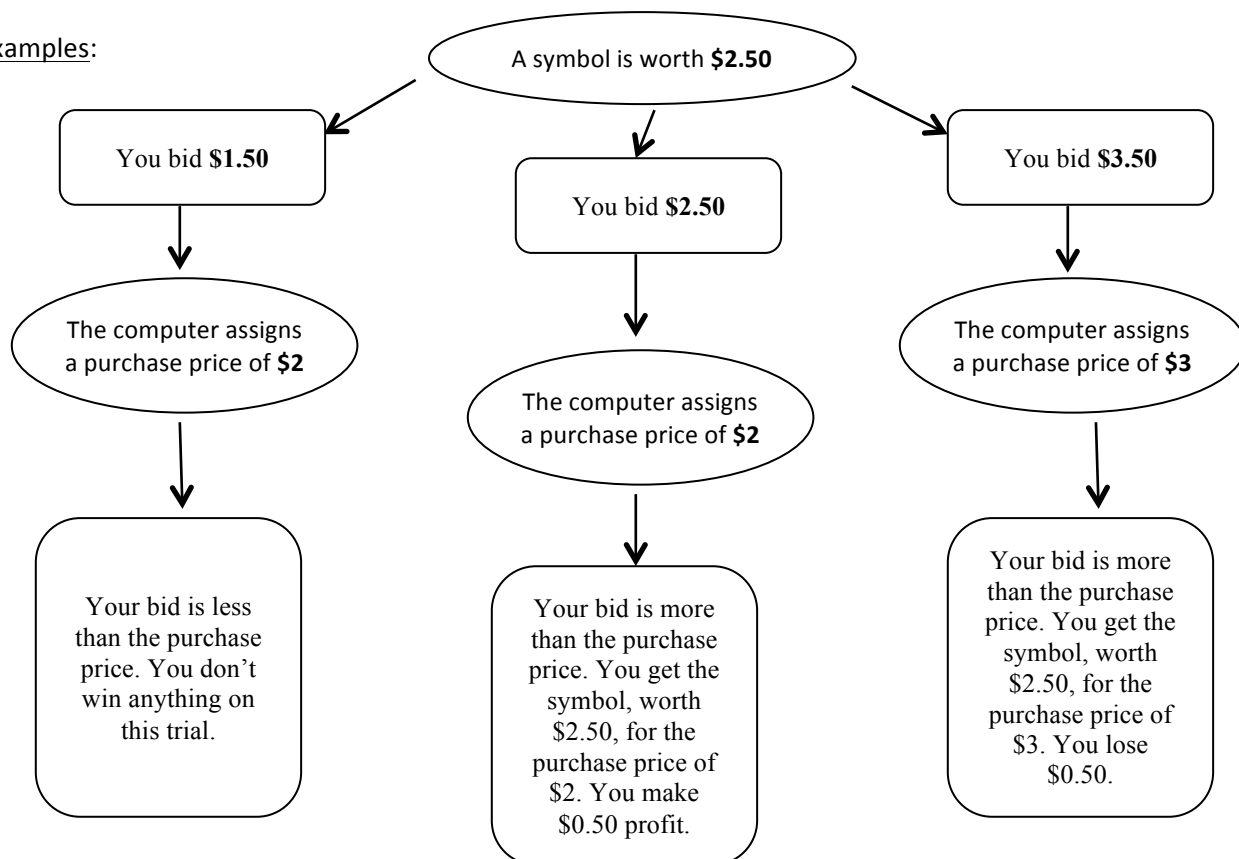 xamples:
A symbol is worth $2.50
You bid $1.50
The computer assigns
a purchase price of $2
Your bid is less
than the purchase
price. You don’t
win anything on
this trial.
You bid $2.50
The computer assigns
a purchase price of $2
Your bid is more
than the purchase
price. You get the
symbol, worth
$2.50, for the
purchase price of
$2. You make
$0.50 profit.
You bid $3.50
The computer assigns
a purchase price of $3
Your bid is more
than the purchase
price. You get the
symbol, worth
$2.50, for the
purchase price of
$3. You lose
$0.50.